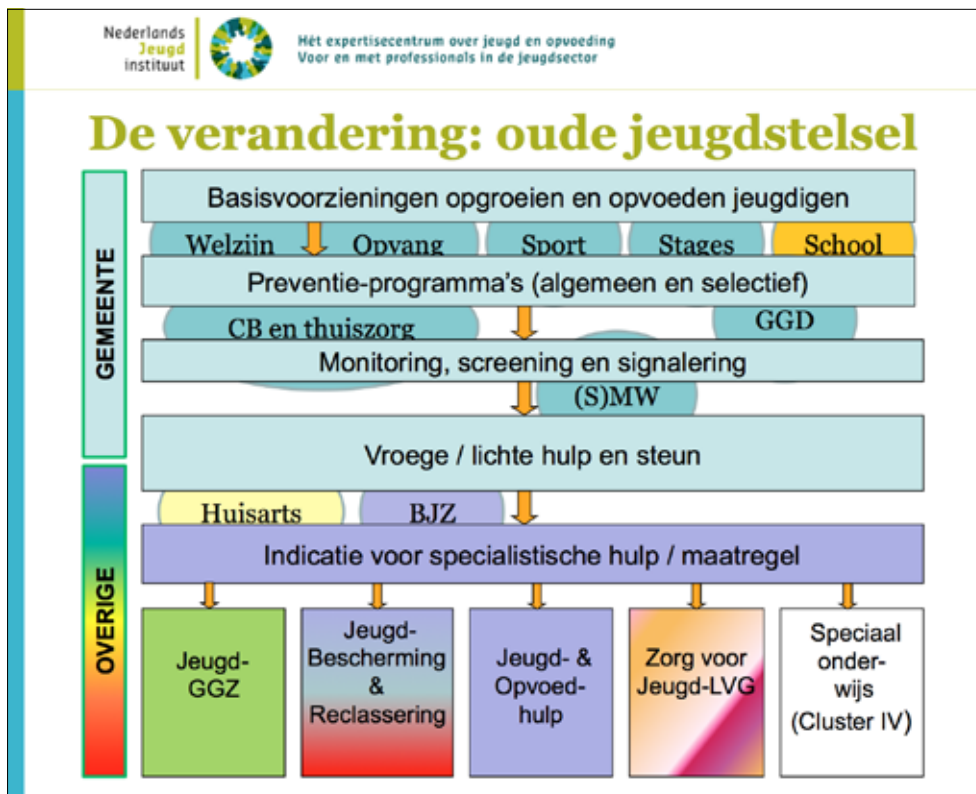 Nederlands
Jeugd
instituut
Hét expertisecentrum over jeugd en opvoeding
Voor en met professionals in de jeugdsector
De verandering: oude jeugdstelsel
GEMEENTE
Basisvoorzieningen opgroeien en opvoeden jeugdigen
Welzijn Opvang Sport Stages School
Preventie-programma's (algemeen en selectief)
CB en thuiszorg GGD
Monitoring, screening en signalering
(S)MW
Vroege / lichte hulp en steun
OVERIGE
Huisarts BJZ
Indicatie voor specialistische hulp / maatregel
Jeugd-
GGZ
Jeugd-
Bescherming
&
Reclassering
Jeugd- &
Opvoed-
hulp
Zorg voor
Jeugd-LVG
Speciaal
onder-
wijs
(Cluster IV)